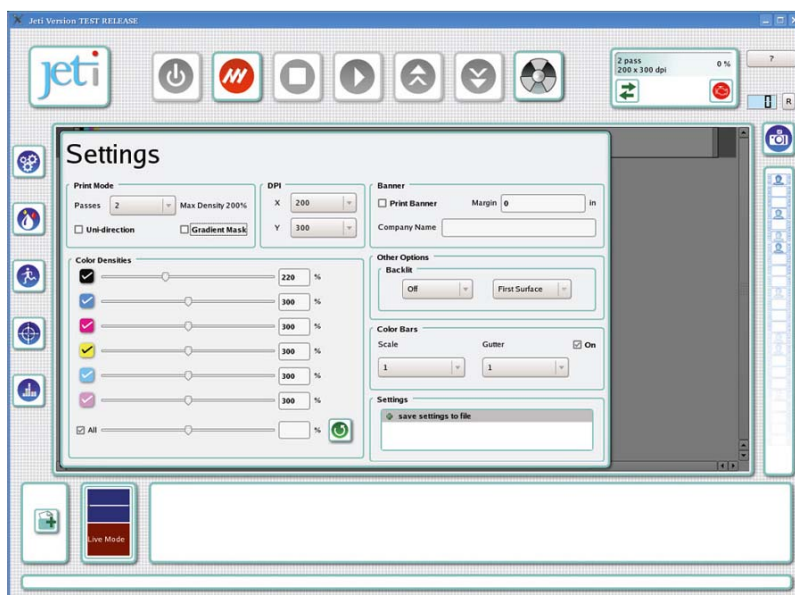 Jeti Version TEST RELEASE
jeti
2 pass
200 x 300 dpi
0 %
?
0
R
Settings
Print Mode
Passes 2 Max Density 200%
Uni-direction Gradient Mask
DPI
X 200
Y 300
Banner
Print Banner Margin 0 in
Company Name
Color Densities
220 %
300 %
300 %
300 %
300 %
300 %
All %
Other Options
Backlit
Off First Surface
Color Bars
Scale Gutter On
1 1
Settings
save settings to file
Live Mode